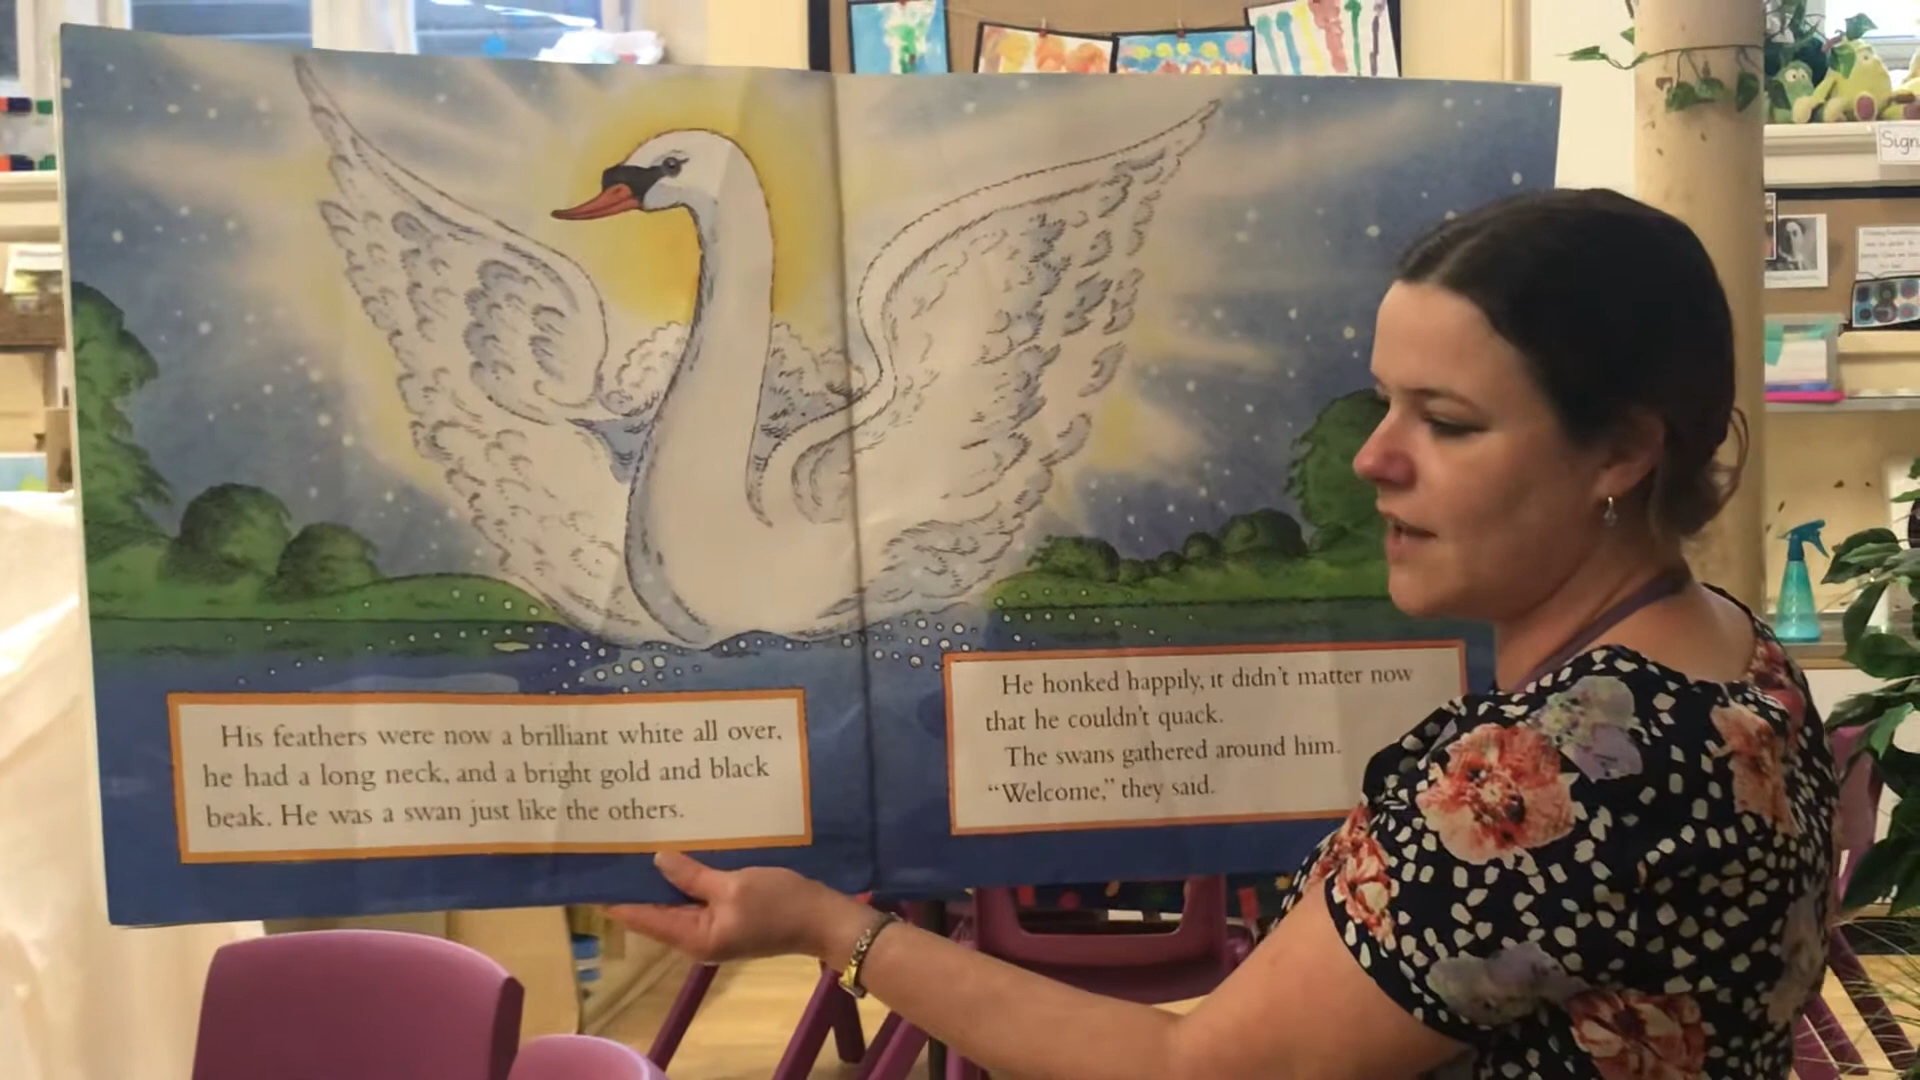 His feathers were now a brilliant white all over,
he had a long neck, and a bright gold and black
beak. He was a swan just like the others.
He honked happily, it didn't matter now
that he couldn't quack.
The swans gathered around him.
“Welcome,” they said.
Sign